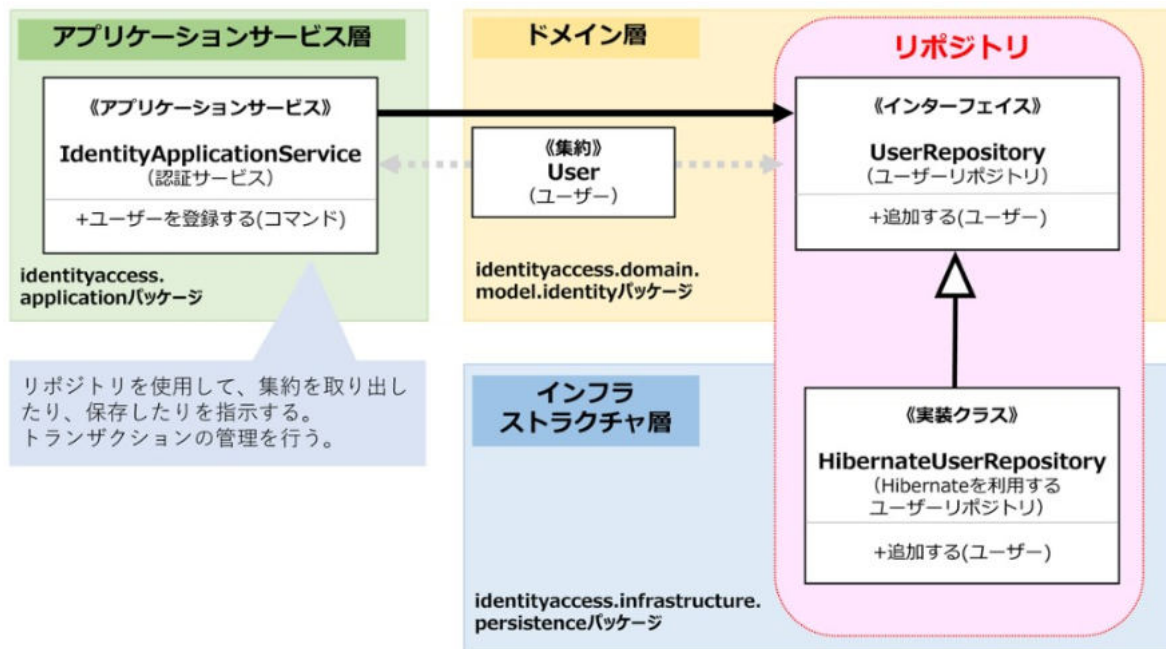 アプリケーションサービス層
《アプリケーションサービス》
IdentityApplicationService
（認証サービス）
+ユーザーを登録する(コマンド)
identityaccess.
applicationパッケージ
リポジトリを使用して、集約を取り出し
たり、保存したりを指示する。
トランザクションの管理を行う。
ドメイン層
《集約》
User
（ユーザー）
identityaccess.domain.
model.identityパッケージ
リポジトリ
《インターフェイス》
UserRepository
（ユーザーリポジトリ）
+追加する(ユーザー)
インフラ
ストラクチャ層
《実装クラス》
HibernateUserRepository
（Hibernateを利用する
ユーザーリポジトリ）
+追加する(ユーザー)
identityaccess.infrastructure.
persistenceパッケージ